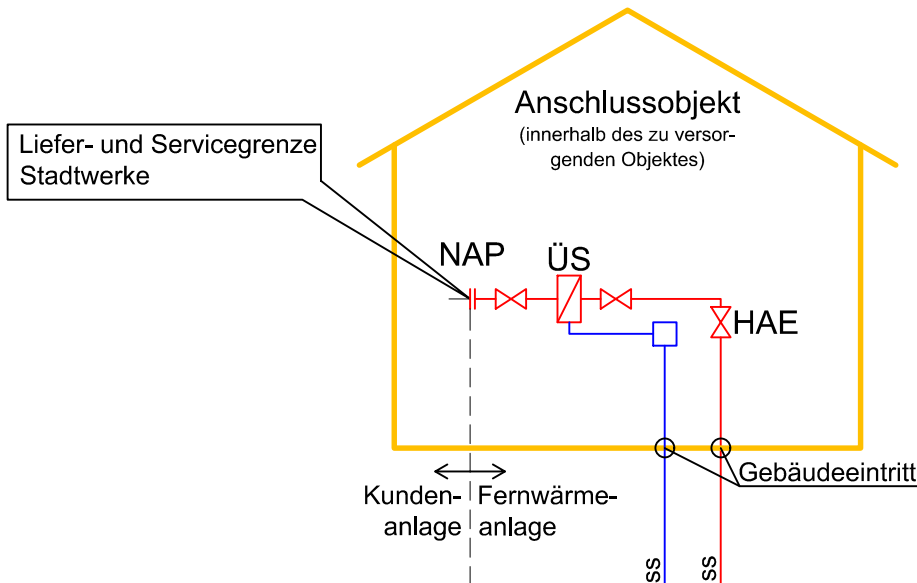 Anschlussobjekt
(innerhalb des zu versor-
genden Objektes)
Liefer- und Servicegrenze
Stadtwerke
NAP
ÜS
HAE
Gebäudeeintritt
Kunden-
anlage
Fernwärme-
anlage
ss
ss